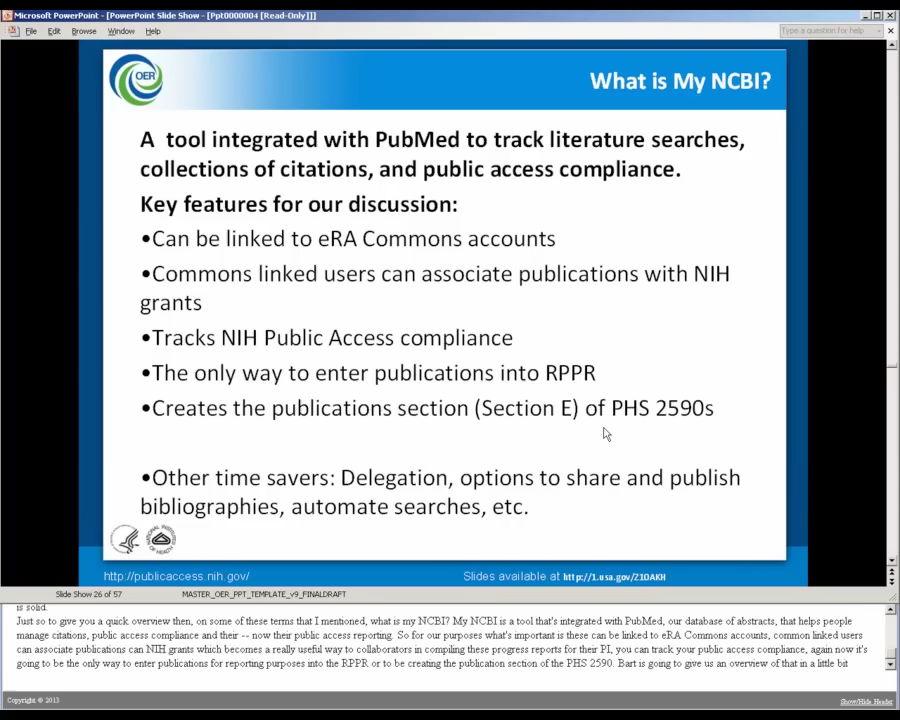 Microsoft PowerPoint - [PowerPoint Slide Show - [Ppt0000004 [Read-Only]]]
File Edit Browse Window Help
Type a question for help
OER
What is My NCBI?
A tool integrated with PubMed to track literature searches,
collections of citations, and public access compliance.
Key features for our discussion:
•Can be linked to eRA Commons accounts
•Commons linked users can associate publications with NIH
grants
•Tracks NIH Public Access compliance
•The only way to enter publications into RPPR
•Creates the publications section (Section E) of PHS 2590s
•Other time savers: Delegation, options to share and publish
bibliographies, automate searches, etc.
http://publicaccess.nih.gov/
Slides available at http://1.usa.gov/Z1OAKH
Slide Show 26 of 57
MASTER_OER_PPT_TEMPLATE_v9_FINALDRAFT
is solid.
Just so to give you a quick overview then, on some of these terms that I mentioned, what is my NCBI? My NCBI is a tool that's integrated with PubMed, our database of abstracts, that helps people
manage citations, public access compliance and their -- now their public access reporting. So for our purposes what's important is these can be linked to eRA Commons accounts, common linked users
can associate publications can NIH grants which becomes a really useful way to collaborators in compiling these progress reports for their PI, you can track your public access compliance, again now it's
going to be the only way to enter publications for reporting purposes into the RPPR or to be creating the publication section of the PHS 2590. Bart is going to give us an overview of that in a little bit
Copyright © 2013
Show/Hide Header